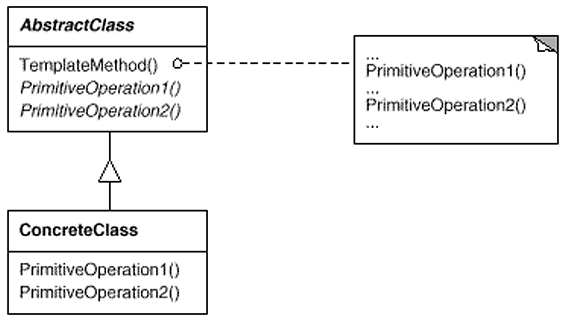 AbstractClass
TemplateMethod()
PrimitiveOperation1()
PrimitiveOperation2()
...
PrimitiveOperation1()
...
PrimitiveOperation2()
...
ConcreteClass
PrimitiveOperation1()
PrimitiveOperation2()